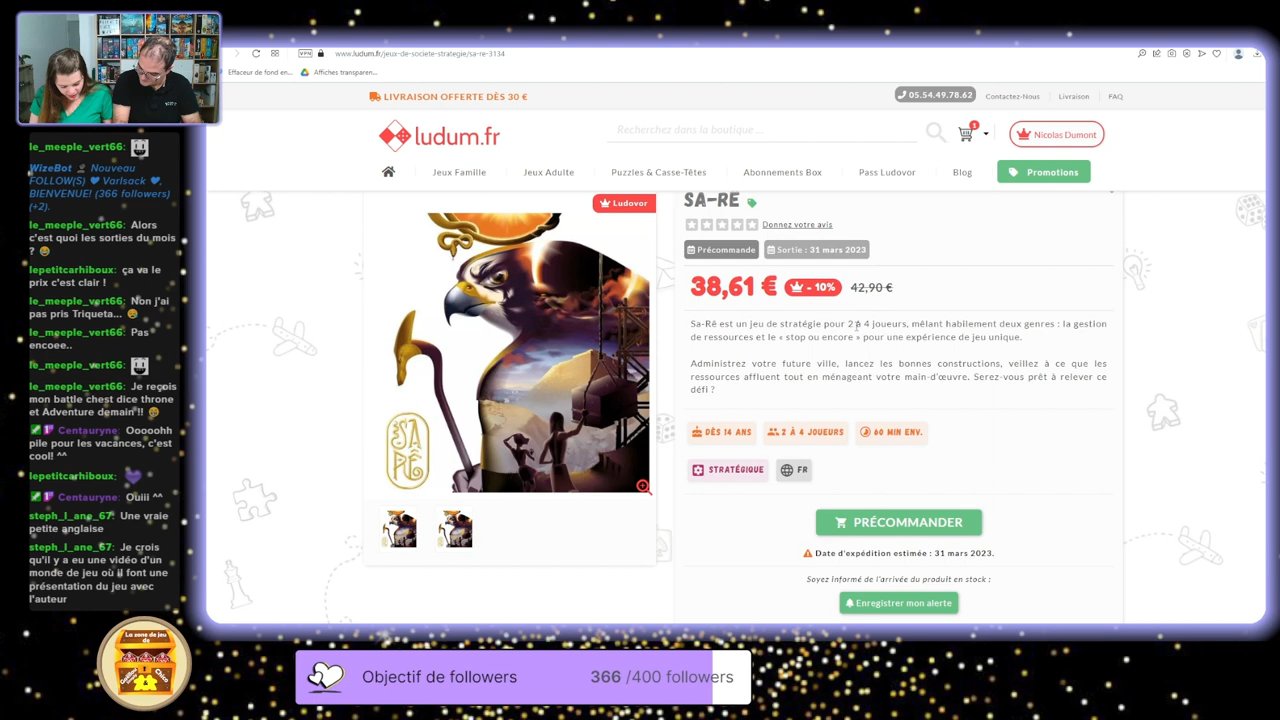 www.ludum.fr/jeux-de-societe-strategie/sa-re-3134
VPN
Effaceur de fond en...
Affiches transparen...
LIVRAISON OFFERTE DÈS 30 €
05.54.49.78.62
Contactez-Nous
Livraison
FAQ
ludum.fr
Recherchez dans la boutique ...
1
Nicolas Dumont
Jeux Famille
Jeux Adulte
Puzzles & Casse-Têtes
Abonnements Box
Pass Ludovor
Blog
Promotions
Ludovor
SA-RE
Donnez votre avis
Précommande
Sortie : 31 mars 2023
38,61 €
- 10%
42,90 €
Sa-Rê est un jeu de stratégie pour 2 à 4 joueurs, mêlant habilement deux genres : la gestion
de ressources et le « stop ou encore » pour une expérience de jeu unique.
Administrez votre future ville, lancez les bonnes constructions, veillez à ce que les
ressources affluent tout en ménageant votre main-d'œuvre. Serez-vous prêt à relever ce
défi ?
DÈS 14 ANS
2 À 4 JOUEURS
60 MIN ENV.
STRATÉGIQUE
FR
PRÉCOMMANDER
Date d'expédition estimée : 31 mars 2023.
Soyez informé de l'arrivée du produit en stock :
Enregistrer mon alerte
SA
RÊ
le_meeple_vert66:
WizeBot : Nouveau
FOLLOW(S) Varlsack ,
BIENVENUE! (366 followers)
(+2).
le_meeple_vert66: Alors
c'est quoi les sorties du mois
?
lepetitcarhiboux: ça va le
prix c'est clair !
le_meeple_vert66: Non j'ai
pas pris Triqueta...
le_meeple_vert66: Pas
encoee..
le_meeple_vert66:
le_meeple_vert66: Je reçois
mon battle chest dice throne
et Adventure demain !!
Centauryne: Ooooohh
pile pour les vacances, c'est
cool! ^^
lepetitcarhiboux:
Centauryne: Ouiii ^^
steph_l_ane_67: Une vraie
petite anglaise
steph_l_ane_67: Je crois
qu'il y a eu une vidéo d'un
monde de jeu où il font une
présentation du jeu avec
l'auteur
La zone de jeu
de
Chico
Objectif de followers
366 /400 followers